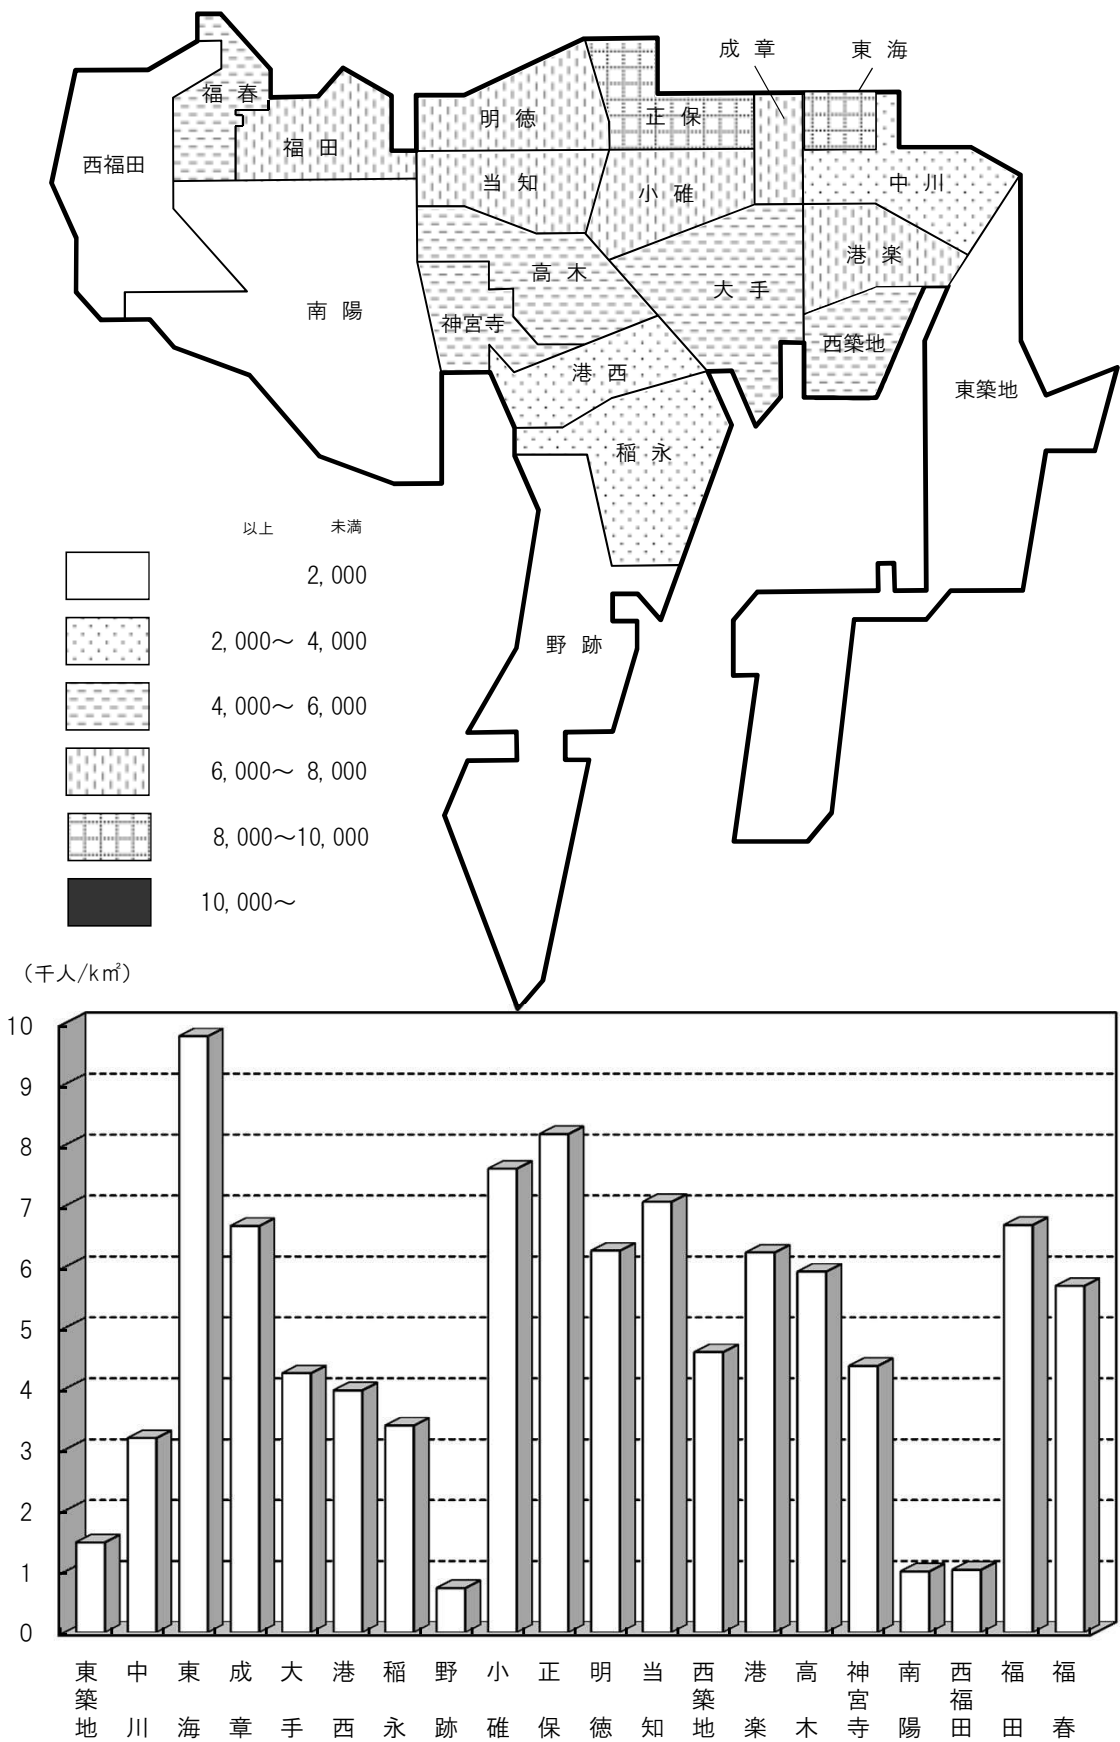 成章
東海
福春
明徳
正保
福田
西福田
当知
小碓
中川
港楽
高木
大手
南陽
神宮寺
西築地
港西
東築地
稲永
野跡
以上 未満
2,000
2,000～ 4,000
4,000～ 6,000
6,000～ 8,000
8,000～10,000
10,000～
（千人/k㎡）
10
9
8
7
6
5
4
3
2
1
0
東築地
中川
東海
成章
大手
港西
稲永
野跡
小碓
正保
明徳
当知
西築地
港楽
高木
神宮寺
南陽
西福田
福田
福春